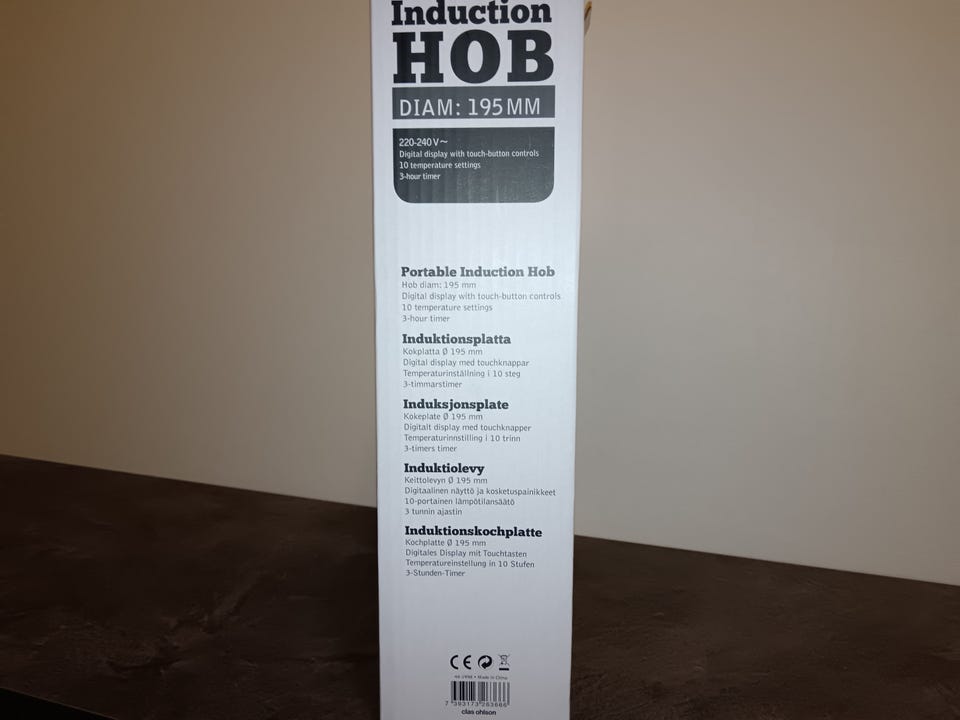 Induction
HOB
DIAM: 195 MM
220-240 V~
Digital display with touch-button controls
10 temperature settings
3-hour timer
Portable Induction Hob
Hob diam: 195 mm
Digital display with touch-button controls
10 temperature settings
3-hour timer
Induktionsplatta
Kokplatta Ø 195 mm
Digital display med touchknappar
Temperaturinställning i 10 steg
3-timmarstimer
Induksjonsplate
Kokeplate Ø 195 mm
Digitalt display med touchknapper
Temperaturinnstilling i 10 trinn
3-timers timer
Induktiolevy
Keittolevyn Ø 195 mm
Digitaalinen näyttö ja kosketuspainikkeet
10-portainen lämpötilansäätö
3 tunnin ajastin
Induktionskochplatte
Kochplatte Ø 195 mm
Digitales Display mit Touchtasten
Temperatureinstellung in 10 Stufen
3-Stunden-Timer
CE
• Made in China
7 393173 263666
clas ohlson